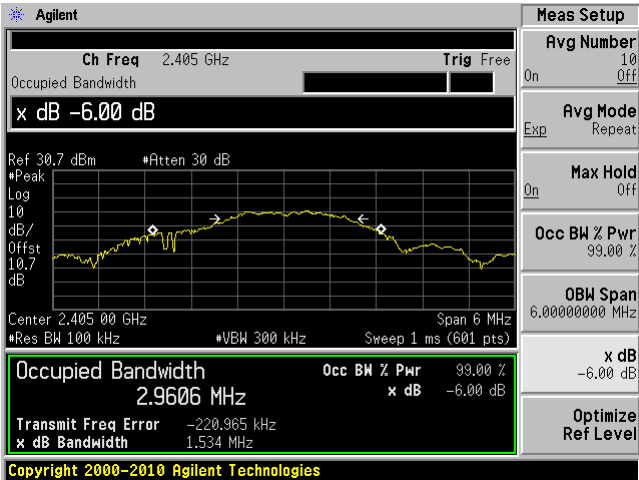 Agilent
Ch Freq 2.405 GHz Trig Free
Occupied Bandwidth
x dB -6.00 dB
Ref 30.7 dBm #Atten 30 dB
#Peak
Log
10
dB/
Offst
10.7
dB
Center 2.405 00 GHz Span 6 MHz
#Res BW 100 kHz #VBW 300 kHz Sweep 1 ms (601 pts)
Occupied Bandwidth Occ BW % Pwr 99.00 %
2.9606 MHz x dB -6.00 dB
Transmit Freq Error -220.965 kHz
x dB Bandwidth 1.534 MHz
Copyright 2000-2010 Agilent Technologies
Meas Setup
Avg Number
10
On Off
Avg Mode
Exp Repeat
Max Hold
On Off
Occ BW % Pwr
99.00 %
OBW Span
6.00000000 MHz
x dB
-6.00 dB
Optimize
Ref Level